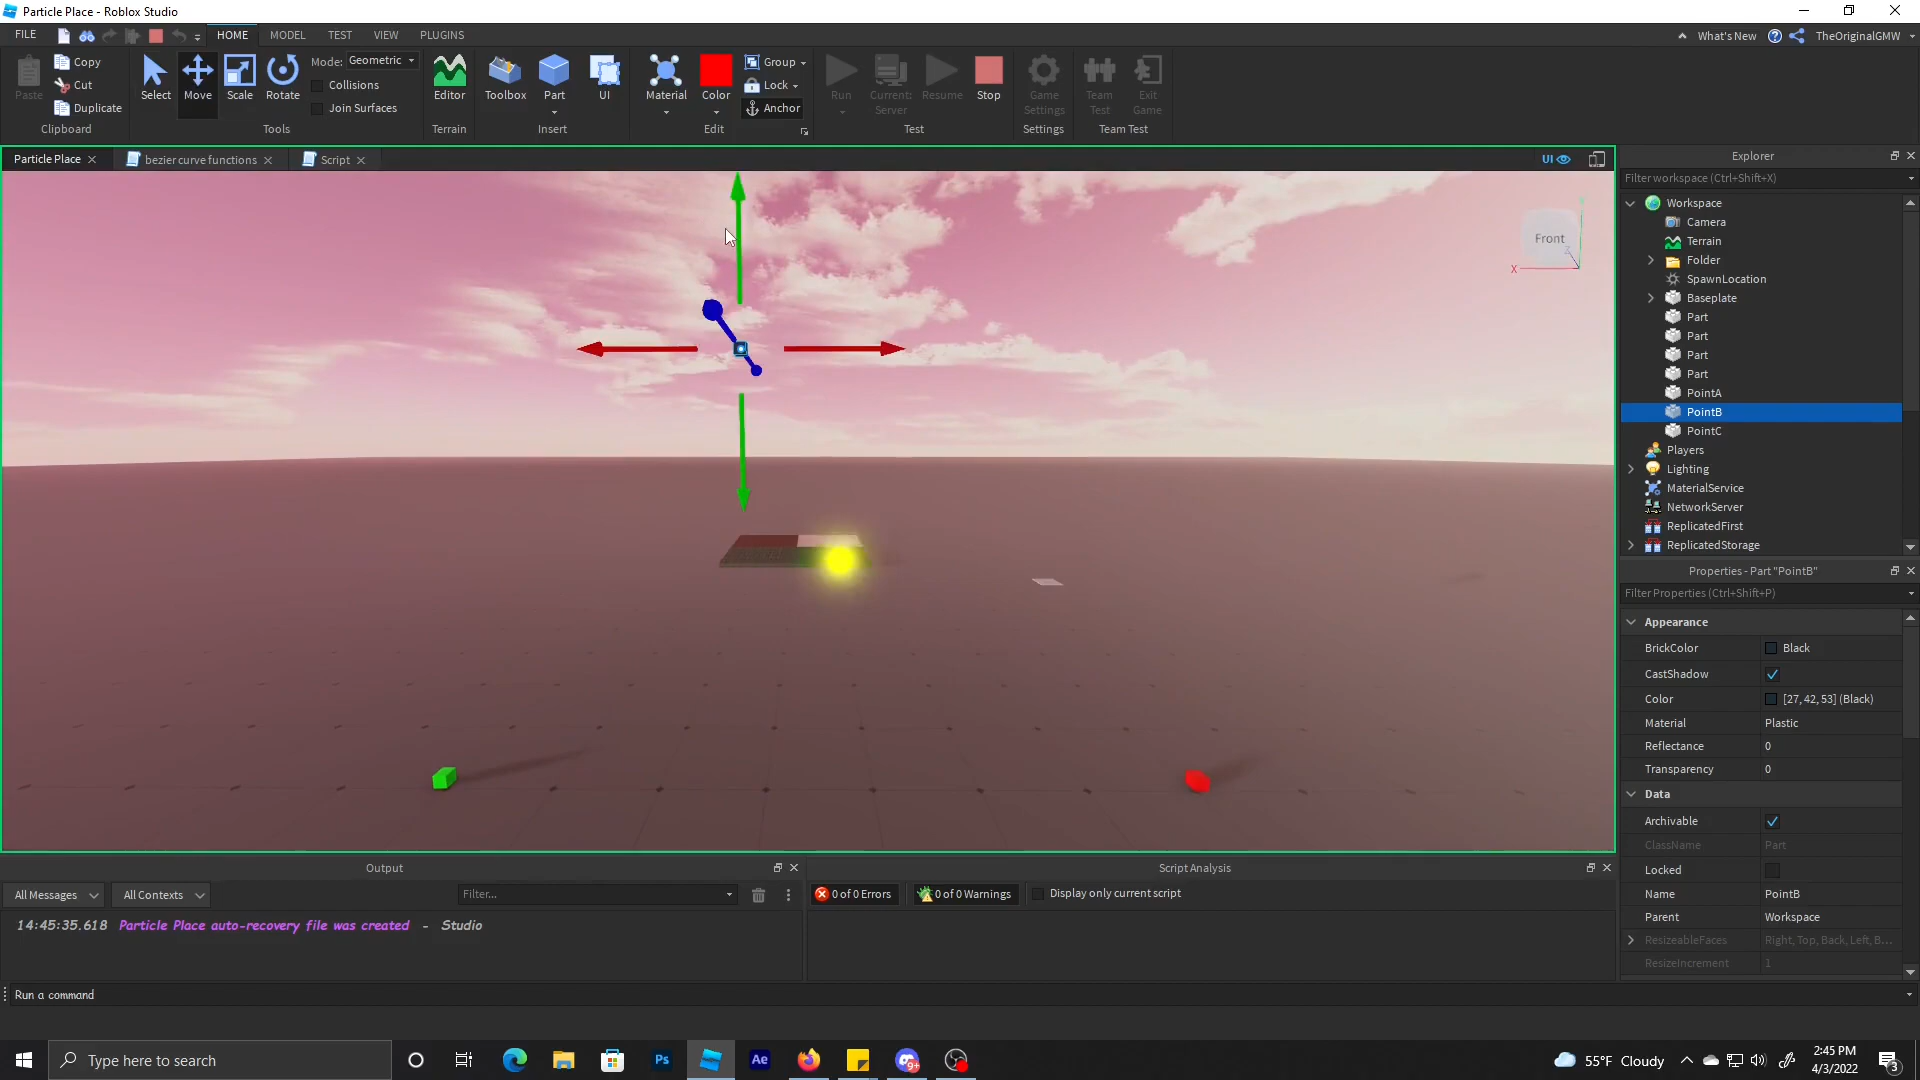 Particle Place - Roblox Studio
FILE
HOME
MODEL
TEST
VIEW
PLUGINS
What's New
TheOriginalGMW
Paste
Copy
Cut
Duplicate
Clipboard
Select
Move
Scale
Rotate
Mode: Geometric
Collisions
Join Surfaces
Tools
Editor
Terrain
Toolbox
Part
UI
Insert
Material
Color
Group
Lock
Anchor
Edit
Run
Current: Server
Resume
Stop
Test
Game Settings
Settings
Team Test
Exit Game
Team Test
Particle Place
bezier curve functions
Script
UI
Front
X
Z
Explorer
Filter workspace (Ctrl+Shift+X)
Workspace
Camera
Terrain
Folder
SpawnLocation
Baseplate
Part
Part
Part
Part
PointA
PointB
PointC
Players
Lighting
MaterialService
NetworkServer
ReplicatedFirst
ReplicatedStorage
Properties - Part "PointB"
Filter Properties (Ctrl+Shift+P)
Appearance
BrickColor Black
CastShadow
Color [27, 42, 53] (Black)
Material Plastic
Reflectance 0
Transparency 0
Data
Archivable
ClassName Part
Locked
Name PointB
Parent Workspace
ResizeableFaces Right, Top, Back, Left, B...
ResizeIncrement 1
Output
All Messages
All Contexts
Filter...
14:45:35.618 Particle Place auto-recovery file was created - Studio
Script Analysis
0 of 0 Errors
0 of 0 Warnings
Display only current script
Run a command
Type here to search
Ps
Ae
9+
55°F Cloudy
2:45 PM
4/3/2022
3